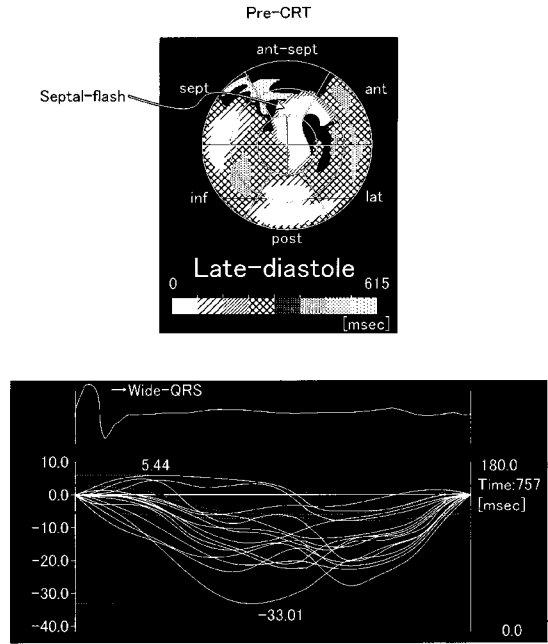 Pre-CRT
ant-sept
sept
ant
Septal-flash
inf
lat
post
Late-diastole
0 615
[msec]
→Wide-QRS
10.0 5.44 180.0
0.0 Time:757
[msec]
-10.0
-20.0
-30.0
-33.01
-40.0 0.0